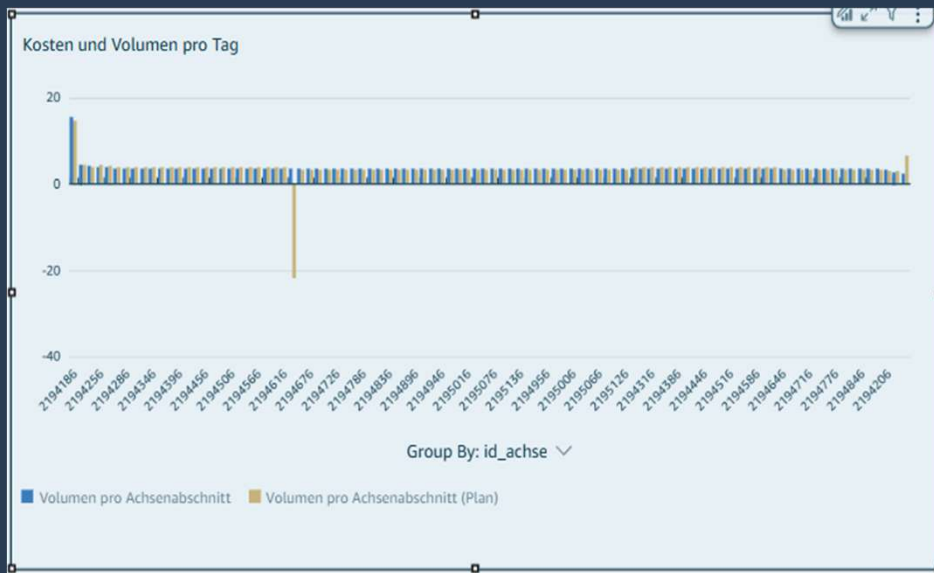 Kosten und Volumen pro Tag
20
0
-20
-40
2194186 2194256 2194286 2194346 2194396 2194456 2194506 2194566 2194616 2194676 2194726 2194786 2194836 2194896 2194946 2195016 2195076 2195136 2194956 2195006 2195066 2195126 2194316 2194386 2194446 2194516 2194586 2194646 2194716 2194776 2194846 2194206
Group By: id_achse
Volumen pro Achsenabschnitt Volumen pro Achsenabschnitt (Plan)